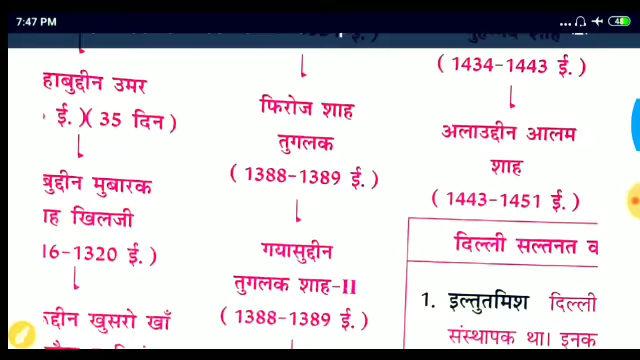 7:47 PM
48
हाबुद्दीन उमर
ई.)( 35 दिन )
बुद्दीन मुबारक
ाह खिलजी
16-1320 ई. )
द्दीन खुसरो खाँ
फिरोज शाह
तुगलक
( 1388-1389 ई. )
गयासुद्दीन
तुगलक शाह-II
( 1388-1389 ई. )
( 1434-1443 ई. )
अलाउद्दीन आलम
शाह
( 1443-1451 ई. )
दिल्ली सल्तनत व
1. इल्तुतमिश दिल्ली
संस्थापक था। इनक